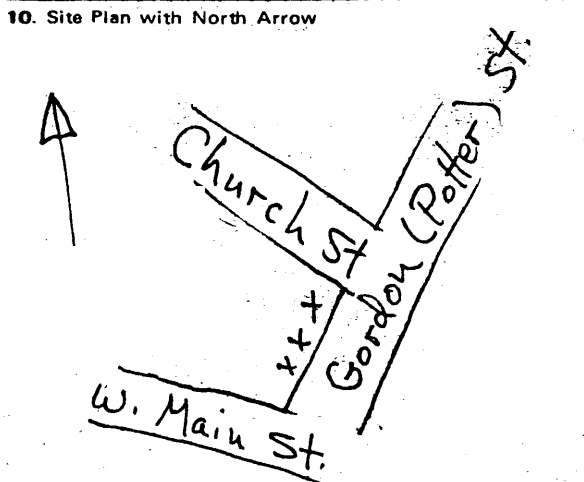 10. Site Plan with North Arrow
Church St
Gordon (Potter) St.
x x x
W. Main St.